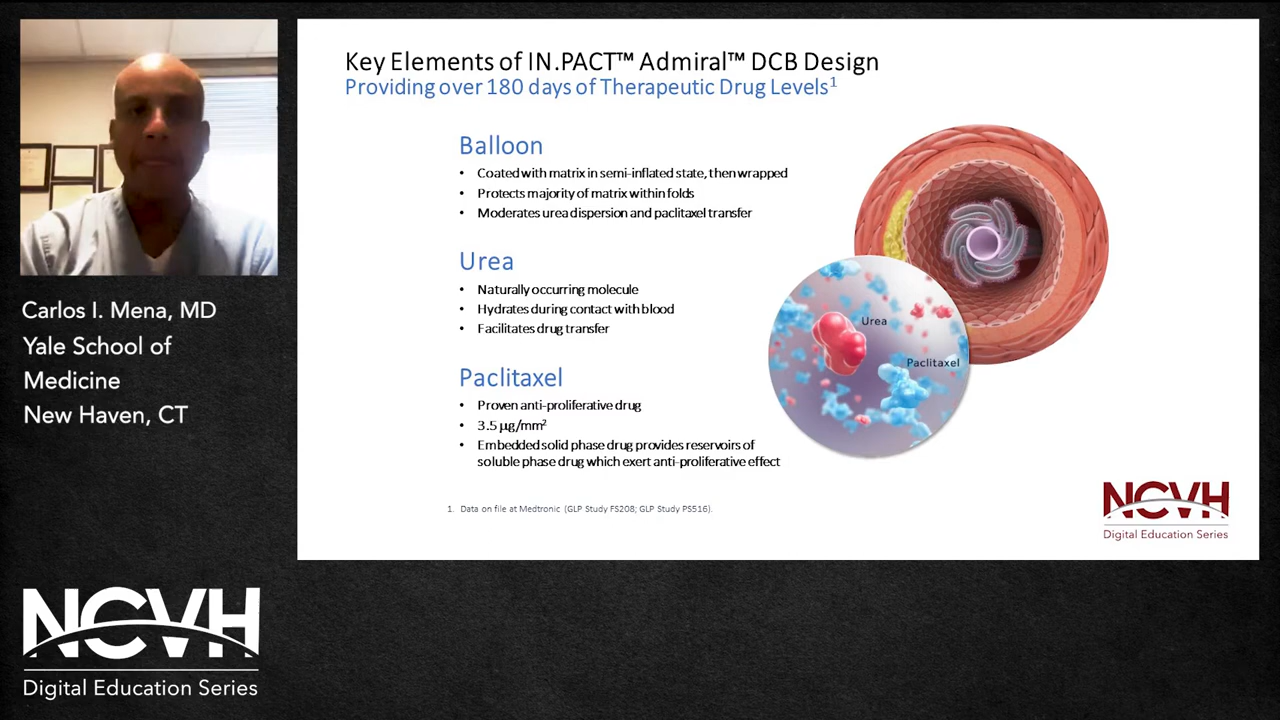 Carlos I. Mena, MD
Yale School of
Medicine
New Haven, CT
NCVH
Digital Education Series
Key Elements of IN.PACT™ Admiral™ DCB Design
Providing over 180 days of Therapeutic Drug Levels¹
Balloon
• Coated with matrix in semi-inflated state, then wrapped
• Protects majority of matrix within folds
• Moderates urea dispersion and paclitaxel transfer
Urea
• Naturally occurring molecule
• Hydrates during contact with blood
• Facilitates drug transfer
Paclitaxel
• Proven anti-proliferative drug
• 3.5 µg/mm²
• Embedded solid phase drug provides reservoirs of
soluble phase drug which exert anti-proliferative effect
1. Data on file at Medtronic (GLP Study FS208; GLP Study PS516).
Urea
Paclitaxel
NCVH
Digital Education Series